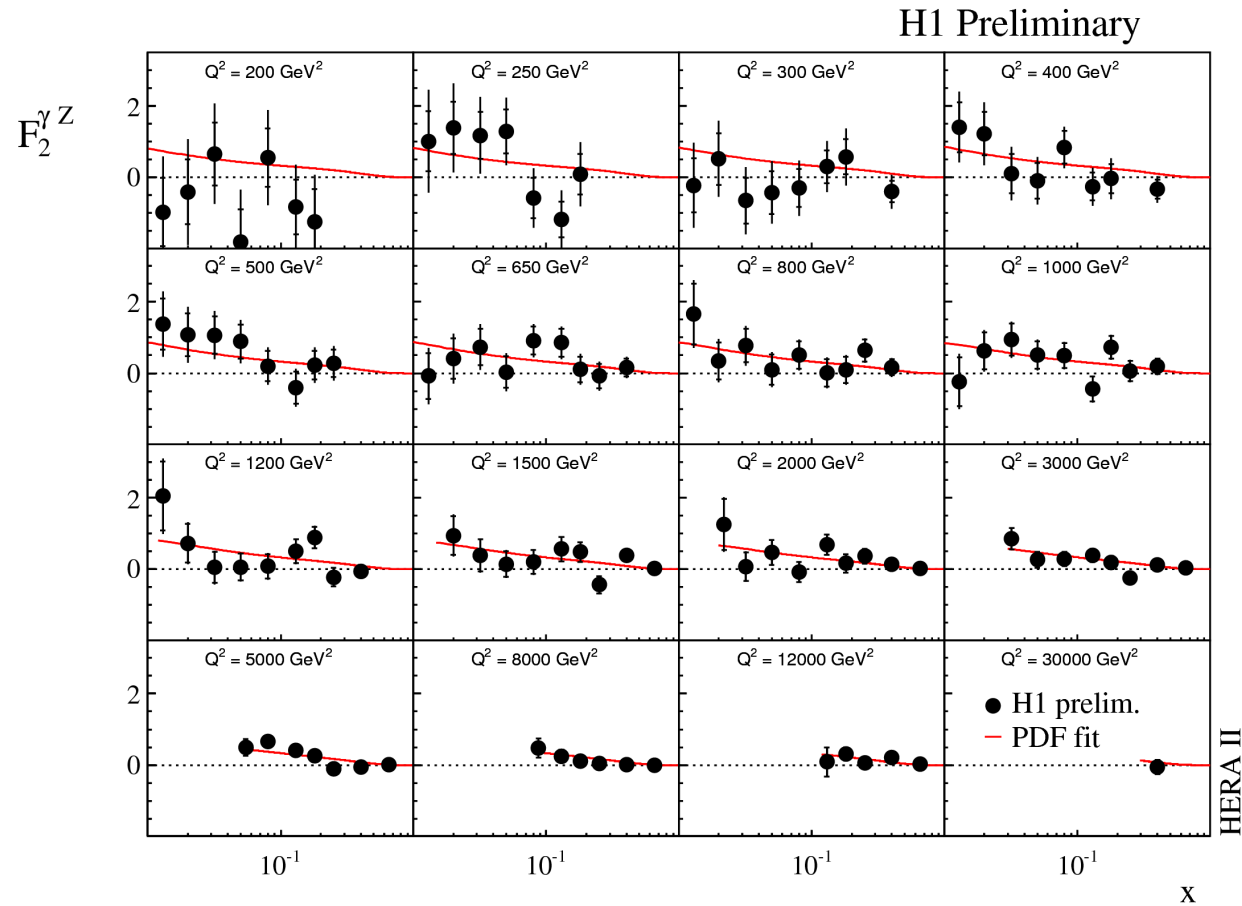 H1 Preliminary
F₂^γ Z
Q² = 200 GeV²
Q² = 250 GeV²
Q² = 300 GeV²
Q² = 400 GeV²
2
0
Q² = 500 GeV²
Q² = 650 GeV²
Q² = 800 GeV²
Q² = 1000 GeV²
2
0
Q² = 1200 GeV²
Q² = 1500 GeV²
Q² = 2000 GeV²
Q² = 3000 GeV²
2
0
Q² = 5000 GeV²
Q² = 8000 GeV²
Q² = 12000 GeV²
Q² = 30000 GeV²
2
0
H1 prelim.
PDF fit
HERA II
10⁻¹
10⁻¹
10⁻¹
10⁻¹
x